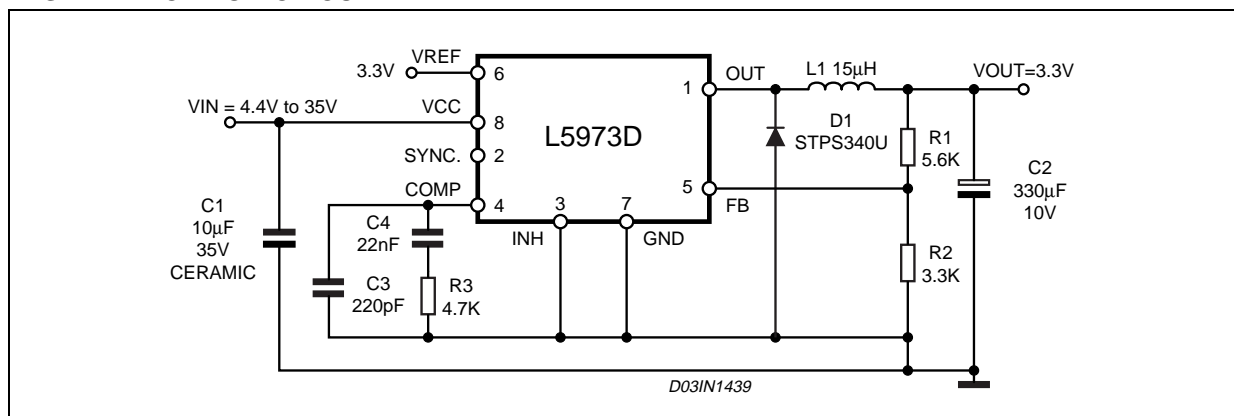 VREF
3.3V
6
VIN = 4.4V to 35V
VCC
8
SYNC.
2
COMP
4
L5973D
3
INH
7
GND
1
OUT
5
FB
L1 15µH
VOUT=3.3V
D1
STPS340U
R1
5.6K
C2
330µF
10V
R2
3.3K
C1
10µF
35V
CERAMIC
C4
22nF
C3
220pF
R3
4.7K
D03IN1439